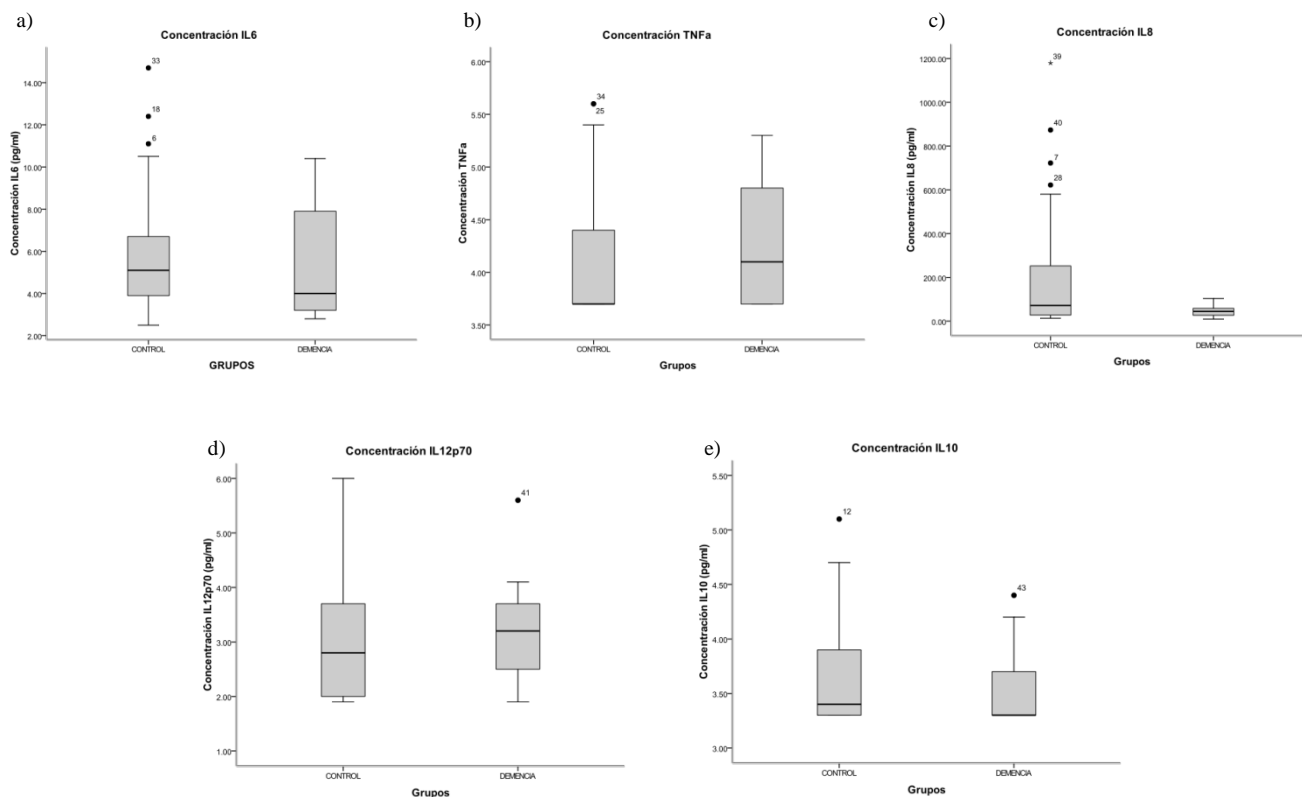 a)
Concentración IL6
Concentración IL6 (pg/ml)
14.00
12.00
10.00
8.00
6.00
4.00
2.00
33
18
6
CONTROL
DEMENCIA
GRUPOS
b)
Concentración TNFa
Concentración TNFa
6.00
5.50
5.00
4.50
4.00
3.50
34
25
CONTROL
DEMENCIA
Grupos
c)
Concentración IL8
Concentración IL8 (pg/ml)
1200.00
1000.00
800.00
600.00
400.00
200.00
0.00
39
40
7
28
CONTROL
DEMENCIA
Grupos
d)
Concentración IL12p70
Concentración IL12p70 (pg/ml)
6.00
5.00
4.00
3.00
2.00
1.00
41
CONTROL
DEMENCIA
Grupos
e)
Concentración IL10
Concentración IL10 (pg/ml)
5.50
5.00
4.50
4.00
3.50
3.00
12
43
CONTROL
DEMENCIA
Grupos